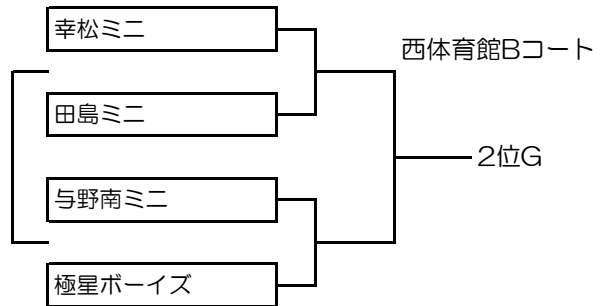 幸松ミニ
西体育館Bコート
田島ミニ
2位G
与野南ミニ
極星ボーイズ